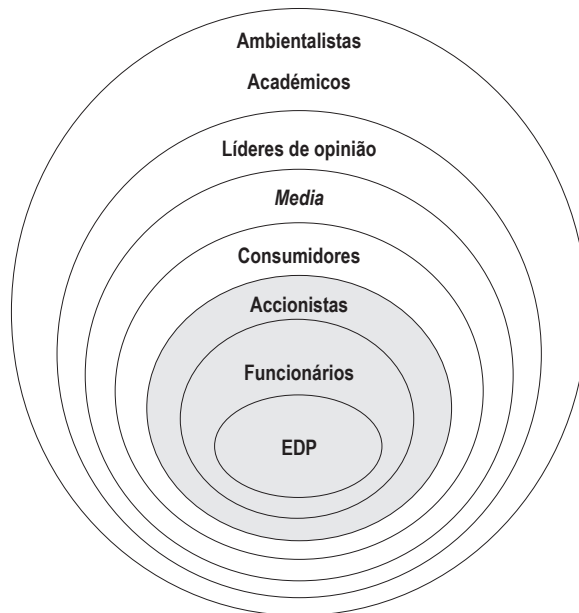 Ambientalistas
Académicos
Líderes de opinião
Media
Consumidores
Accionistas
Funcionários
EDP